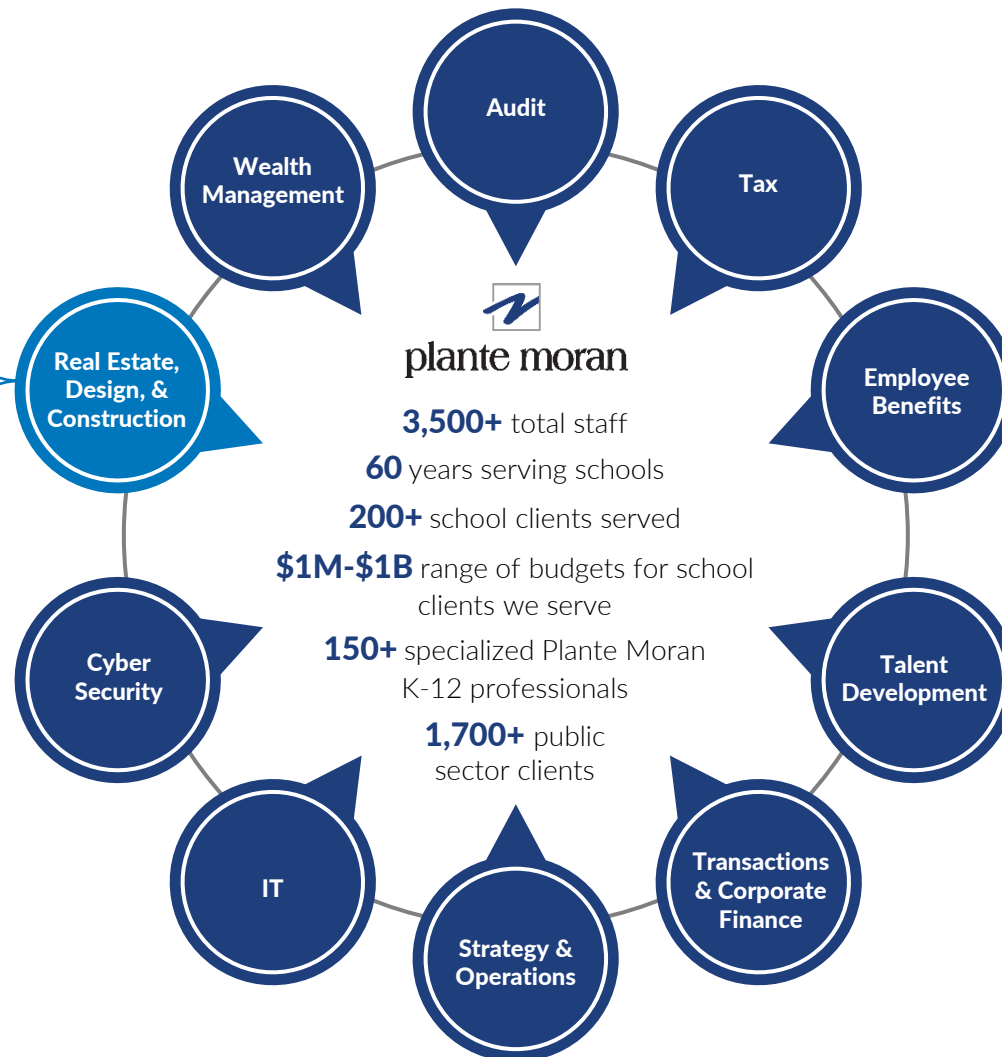 Audit
Tax
Employee
Benefits
Talent
Development
Transactions
& Corporate
Finance
Strategy &
Operations
IT
Cyber
Security
Real Estate,
Design, &
Construction
Wealth
Management
plante moran
3,500+ total staff
60 years serving schools
200+ school clients served
$1M-$1B range of budgets for school
clients we serve
150+ specialized Plante Moran
K-12 professionals
1,700+ public
sector clients